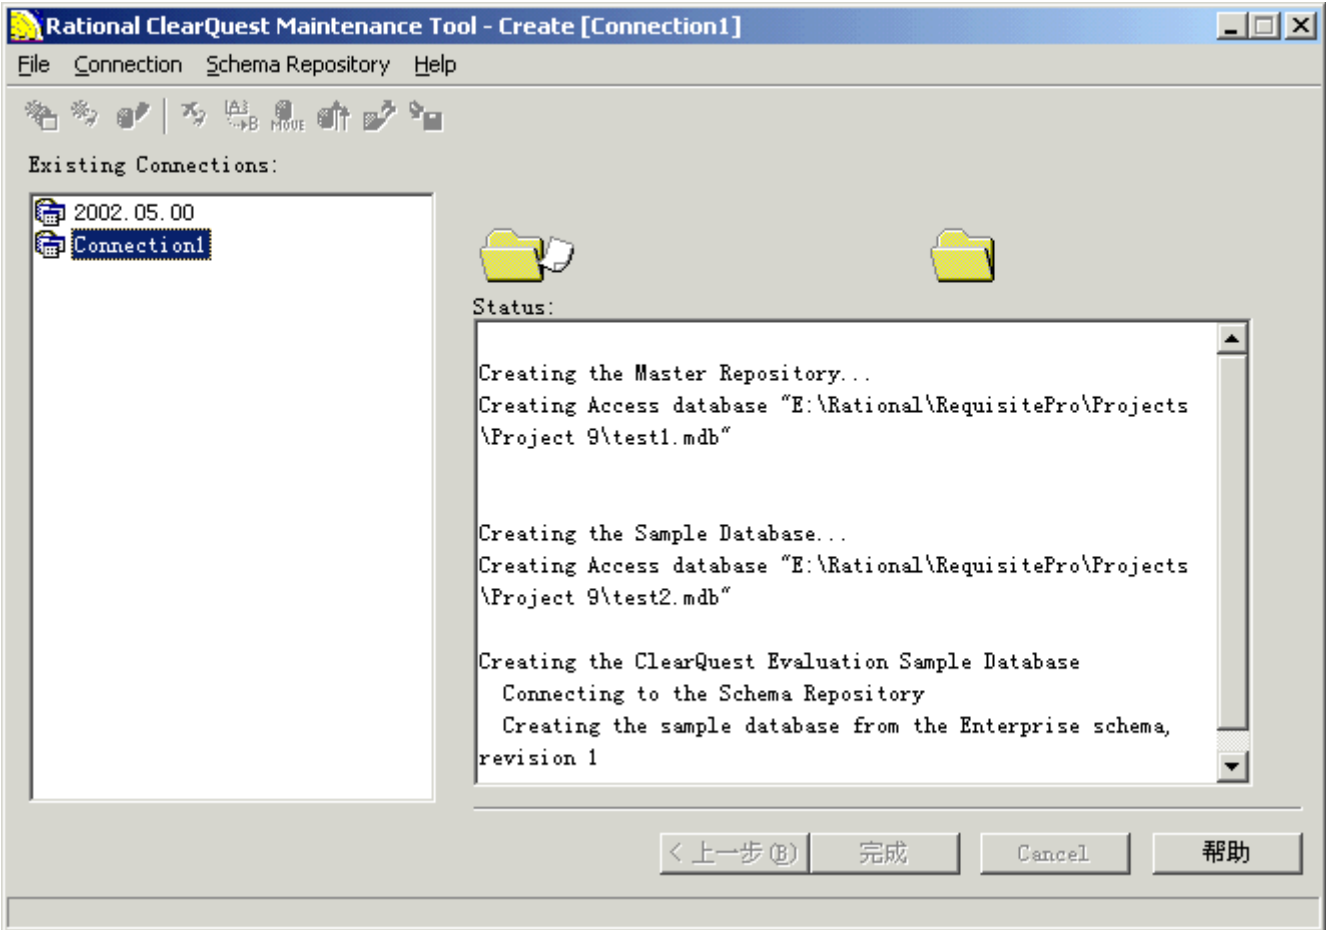 Rational ClearQuest Maintenance Tool - Create [Connection1]
File Connection Schema Repository Help
A
B
MOVE
Existing Connections:
2002.05.00
Connection1
Status:
Creating the Master Repository...
Creating Access database "E:\Rational\RequisitePro\Projects
\Project 9\test1.mdb"
Creating the Sample Database...
Creating Access database "E:\Rational\RequisitePro\Projects
\Project 9\test2.mdb"
Creating the ClearQuest Evaluation Sample Database
Connecting to the Schema Repository
Creating the sample database from the Enterprise schema,
revision 1
< 上一步(B) 完成 Cancel 帮助